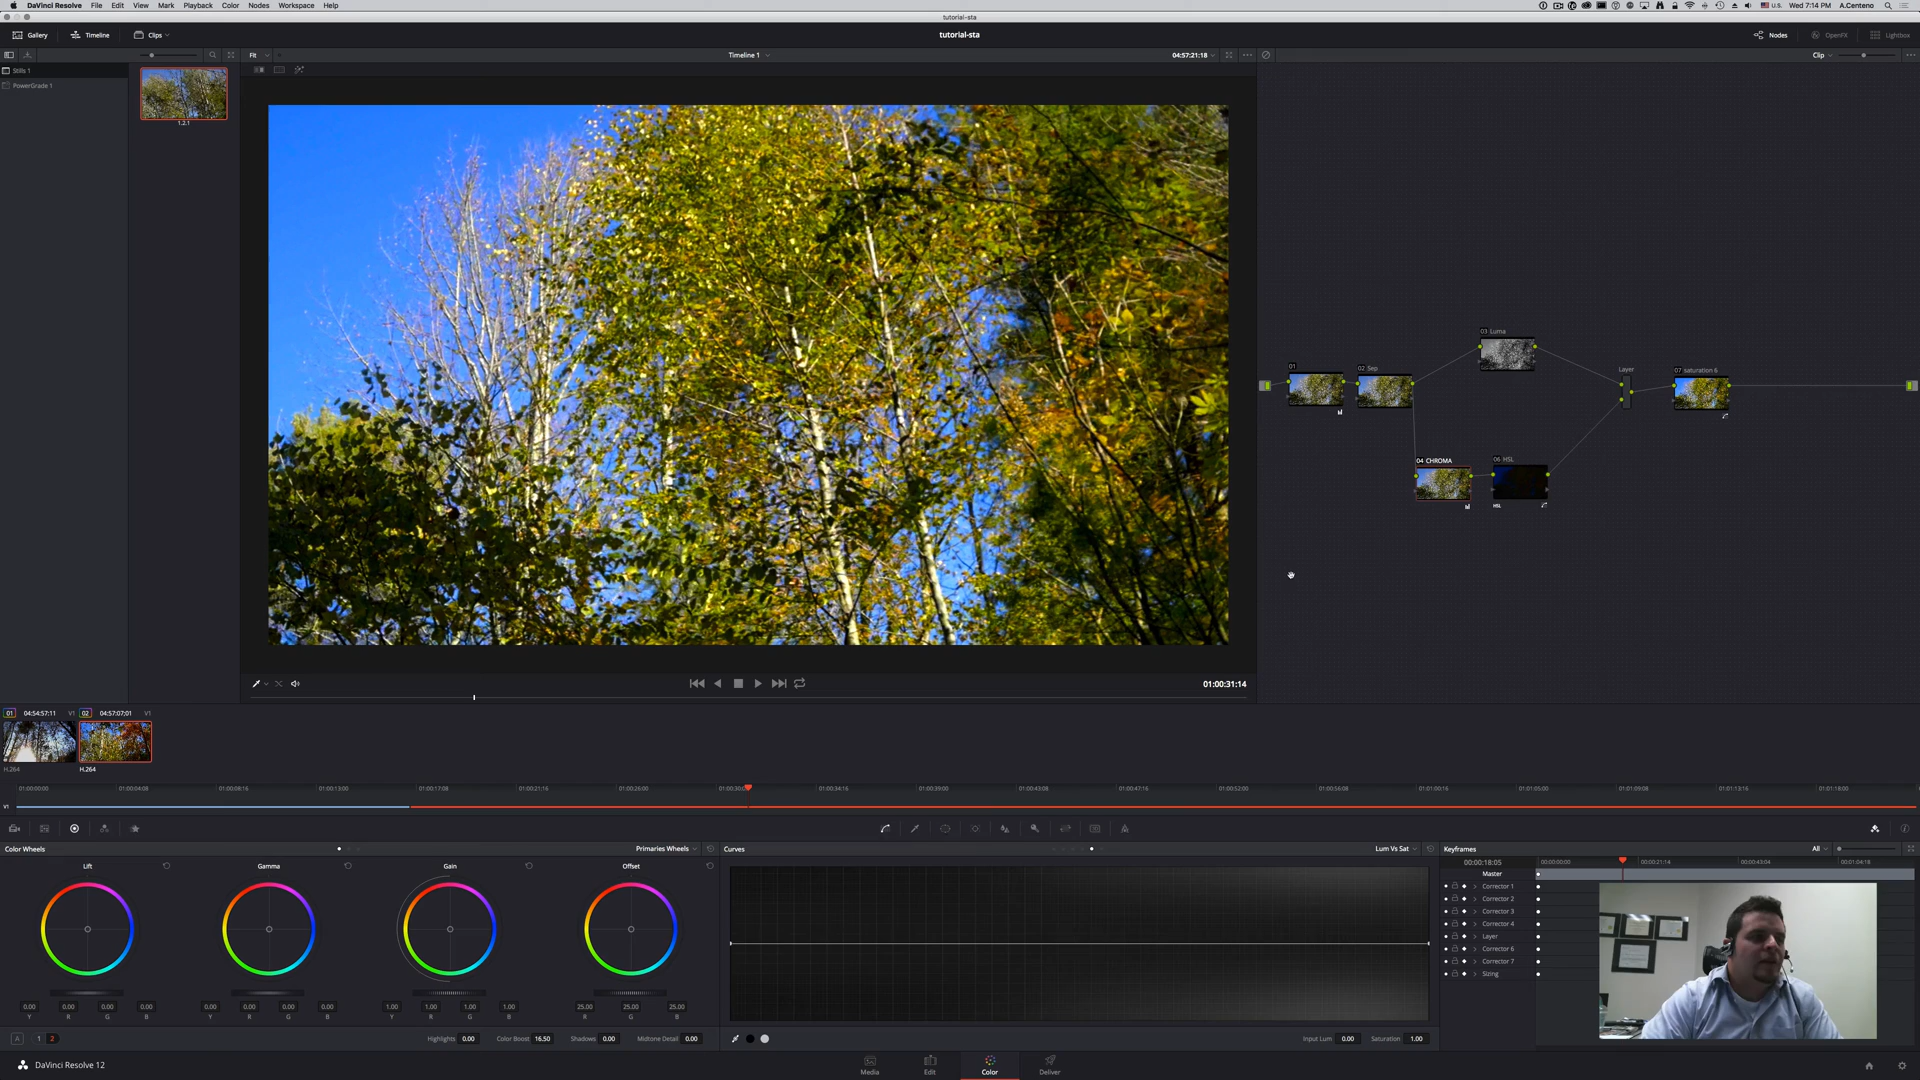 DaVinci Resolve File Edit View Mark Playback Color Nodes Workspace Help
U.S. Wed 7:14 PM A.Centeno
tutorial-sta
Gallery Timeline Clips tutorial-sta Nodes OpenFX Lightbox
Fit Timeline 1 04:57:21:18 Clip
Stills 1
PowerGrade 1
1.2.1
03 Luma
01
02 Sep
Layer
07 saturation 6
04 CHROMA
06 HSL
HSL
01:00:31:14
01 04:54:57:11 V1 02 04:57:07:01 V1
H.264 H.264
01:00:00:00 01:00:04:08 01:00:08:16 01:00:13:00 01:00:17:08 01:00:21:16 01:00:26:00 01:00:34:16 01:00:39:00 01:00:43:08 01:00:47:16 01:00:52:00 01:00:56:08 01:01:00:16 01:01:05:00 01:01:09:08 01:01:13:16 01:01:18:00
V1
Color Wheels Primaries Wheels Curves Lum Vs Sat Keyframes All
Lift Gamma Gain Offset
00:00:18:05 00:00:00:00 00:00:21:14 00:00:43:04 00:01:04:18
Master
Corrector 1
Corrector 2
Corrector 3
Corrector 4
Layer
Corrector 6
Corrector 7
Sizing
0.00 0.00 0.00 0.00 0.00 0.00 0.00 0.00 1.00 1.00 1.00 1.00 25.00 25.00 25.00
Y R G B Y R G B Y R G B R G B
A 1 2 Highlights 0.00 Color Boost 16.50 Shadows 0.00 Midtone Detail 0.00 Input Lum 0.00 Saturation 1.00
DaVinci Resolve 12 Media Edit Color Deliver